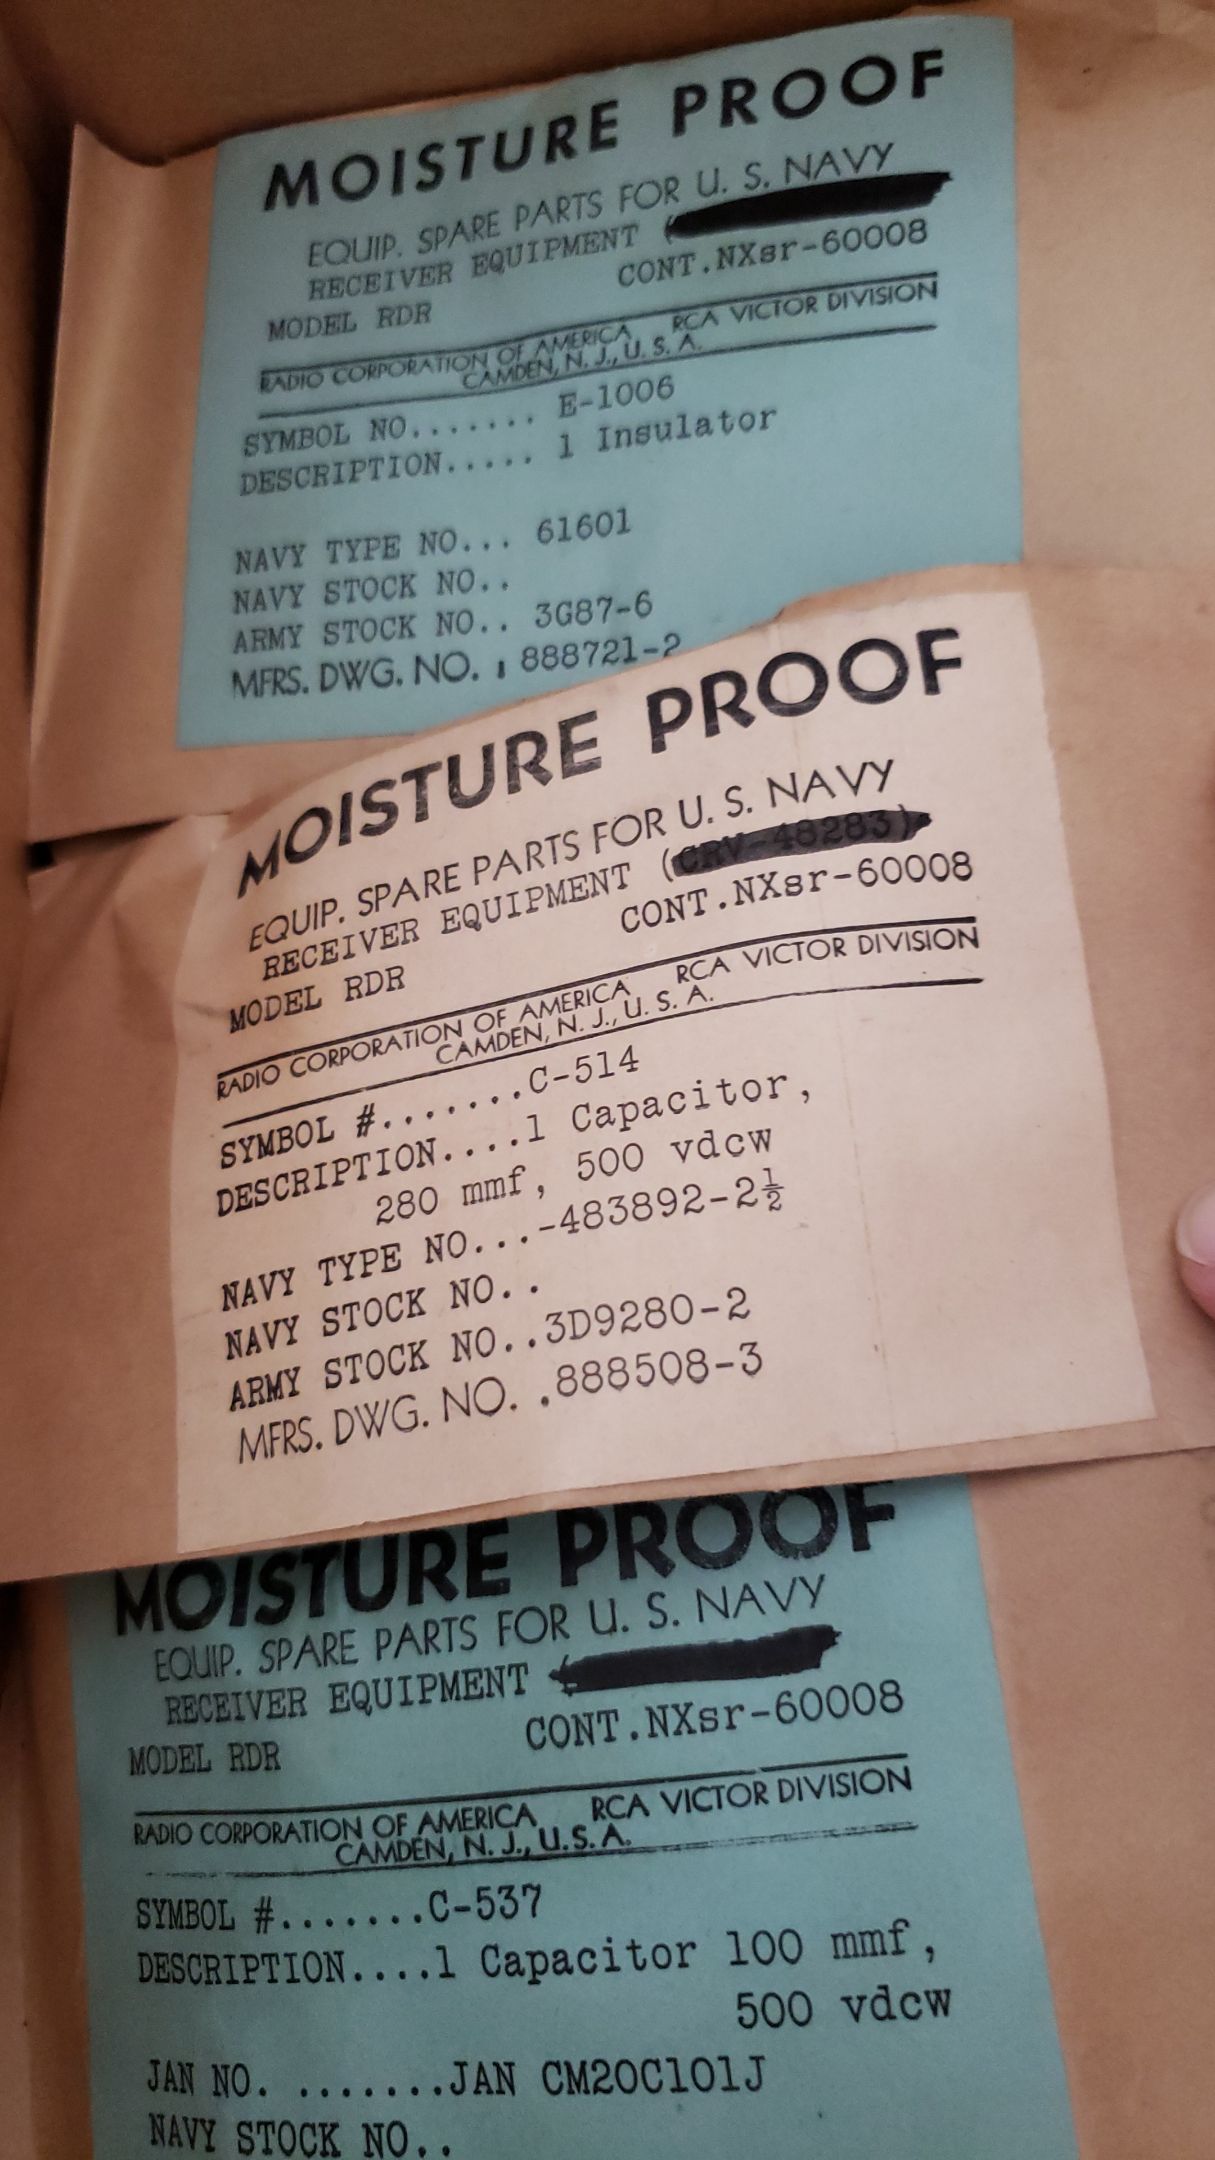 MOISTURE PROOF
EQUIP. SPARE PARTS FOR U. S. NAVY
RECEIVER EQUIPMENT (
CONT.NXsr-60008
MODEL RDR
RADIO CORPORATION OF AMERICA RCA VICTOR DIVISION
CAMDEN, N. J., U. S. A.
SYMBOL NO....... E-1006
DESCRIPTION..... 1 Insulator
NAVY TYPE NO... 61601
NAVY STOCK NO..
ARMY STOCK NO.. 3G87-6
MFRS. DWG. NO. . 888721-2
MOISTURE PROOF
EQUIP. SPARE PARTS FOR U. S. NAVY
RECEIVER EQUIPMENT (CRV-48283)
CONT.NXsr-60008
MODEL RDR
RADIO CORPORATION OF AMERICA RCA VICTOR DIVISION
CAMDEN, N. J., U. S. A.
SYMBOL #.......C-514
DESCRIPTION....1 Capacitor,
280 mmf, 500 vdcw
NAVY TYPE NO...-483892-2½
NAVY STOCK NO..
ARMY STOCK NO..3D9280-2
MFRS. DWG. NO. .888508-3
MOISTURE PROOF
EQUIP. SPARE PARTS FOR U. S. NAVY
RECEIVER EQUIPMENT (
CONT.NXsr-60008
MODEL RDR
RADIO CORPORATION OF AMERICA RCA VICTOR DIVISION
CAMDEN, N. J., U. S. A.
SYMBOL #.......C-537
DESCRIPTION....1 Capacitor 100 mmf,
500 vdcw
JAN NO. .......JAN CM20C101J
NAVY STOCK NO..